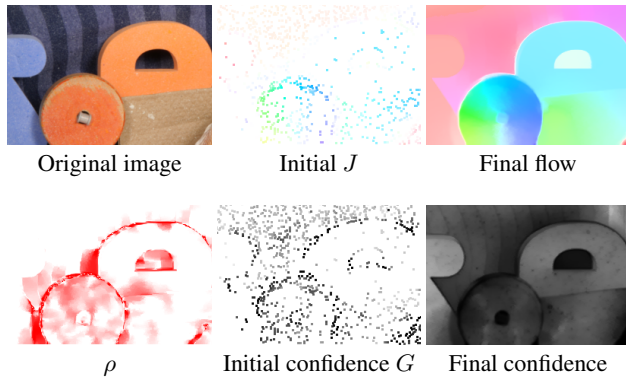 Original image
Initial J
Final flow
ρ
Initial confidence G
Final confidence